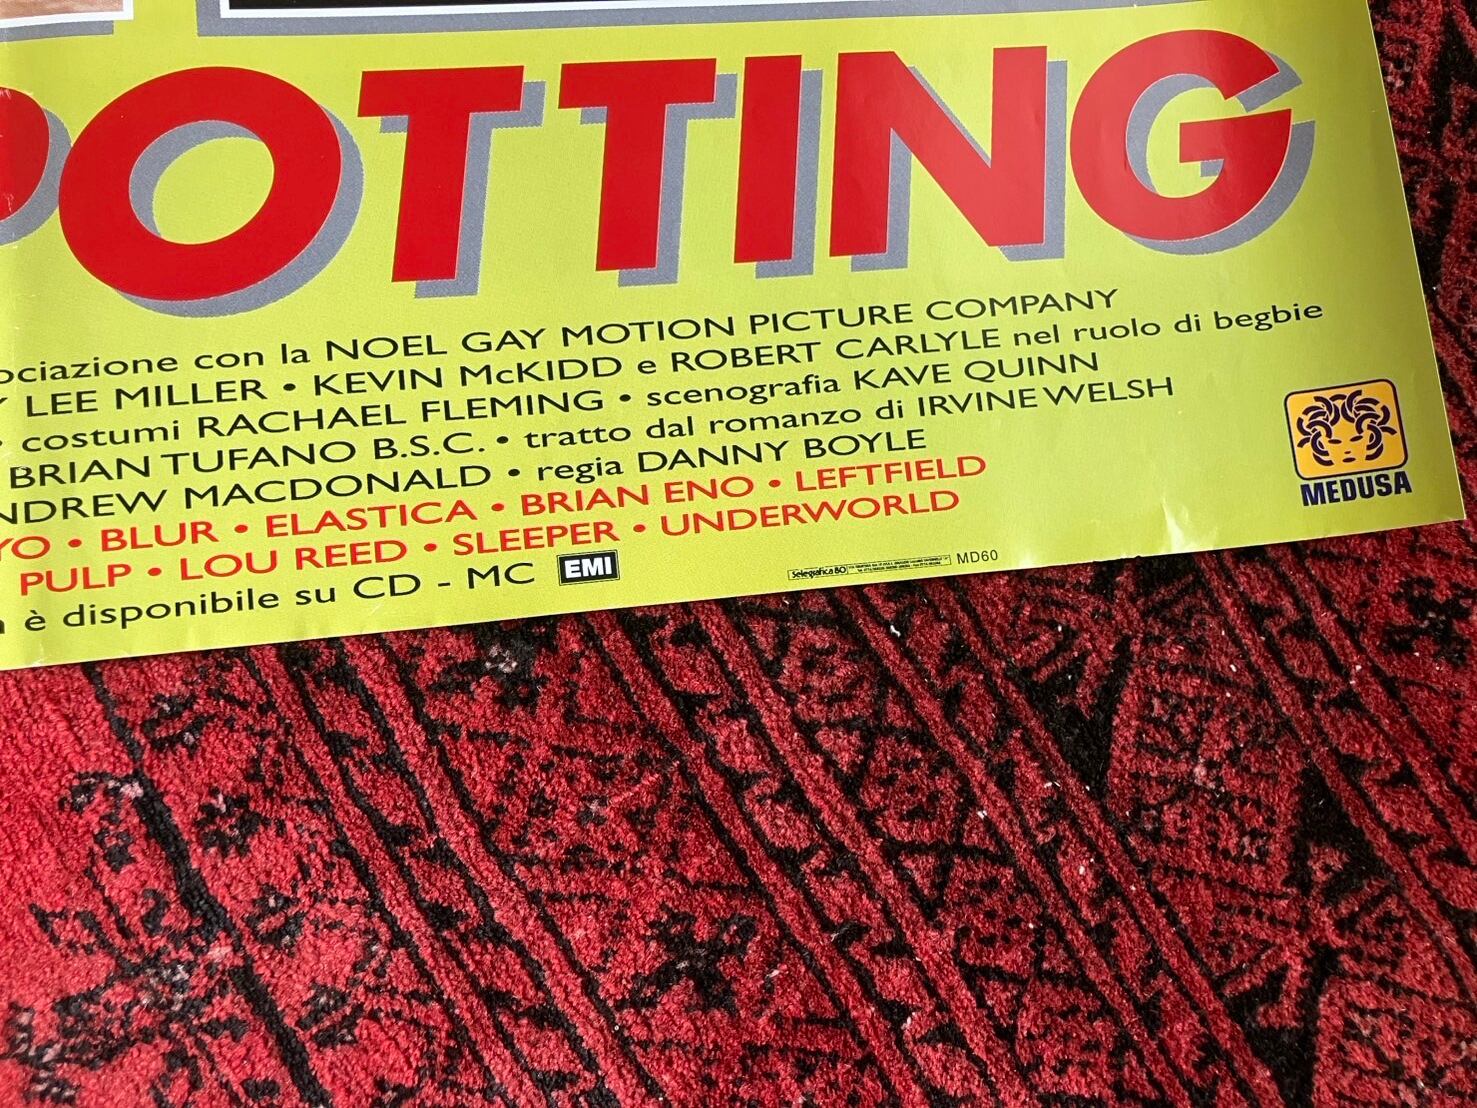 POTTING
ociazione con la NOEL GAY MOTION PICTURE COMPANY
Y LEE MILLER • KEVIN McKIDD e ROBERT CARLYLE nel ruolo di begbie
• costumi RACHAEL FLEMING • scenografia KAVE QUINN
BRIAN TUFANO B.S.C. • tratto dal romanzo di IRVINE WELSH
NDREW MACDONALD • regia DANNY BOYLE
YO • BLUR • ELASTICA • BRIAN ENO • LEFTFIELD
PULP • LOU REED • SLEEPER • UNDERWORLD
è disponibile su CD - MC EMI
Selegrafica 80 MD60
MEDUSA